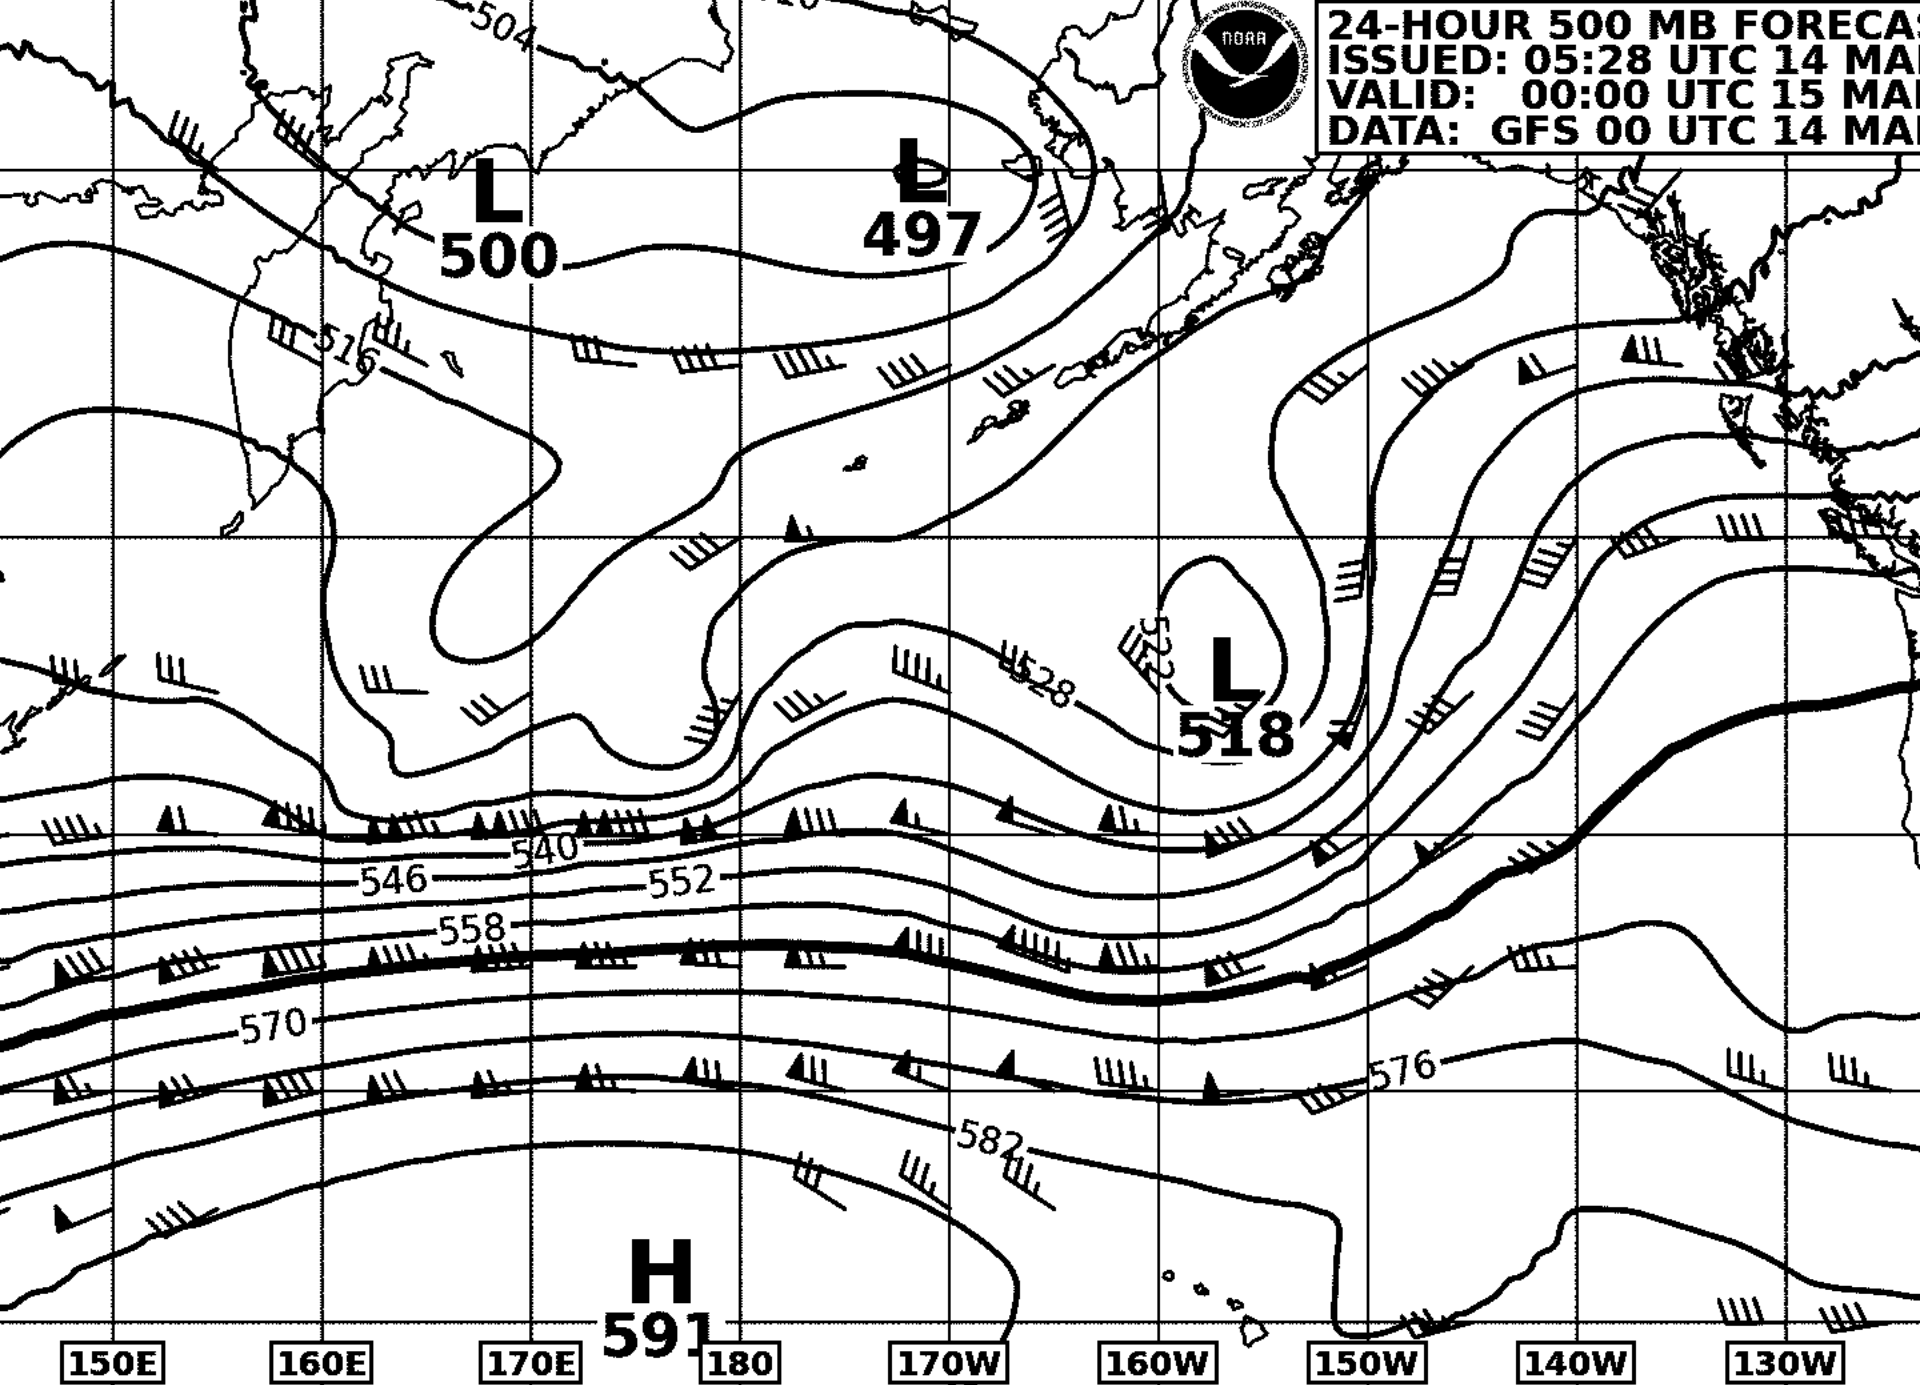 24-HOUR 500 MB FORECAS
ISSUED: 05:28 UTC 14 MA
VALID: 00:00 UTC 15 MA
DATA: GFS 00 UTC 14 MA
NOAA
504
L
500
L
497
516
522
L
518
528
540
546
552
558
570
576
582
H
591
150E
160E
170E
180
170W
160W
150W
140W
130W